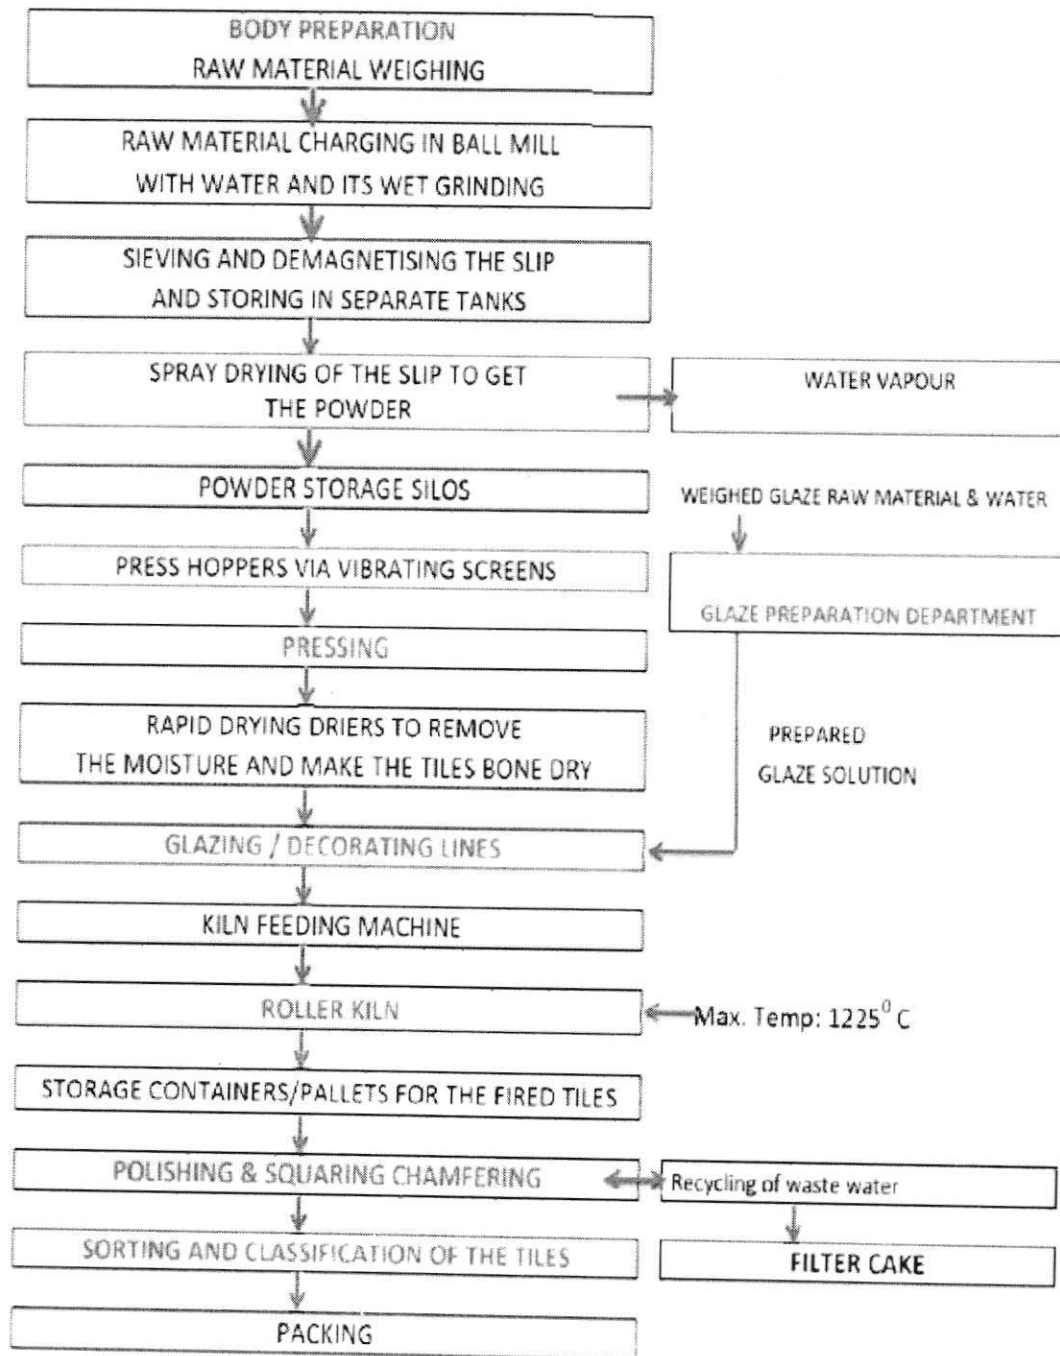 BODY PREPARATION
RAW MATERIAL WEIGHING
RAW MATERIAL CHARGING IN BALL MILL
WITH WATER AND ITS WET GRINDING
SIEVING AND DEMAGNETISING THE SLIP
AND STORING IN SEPARATE TANKS
SPRAY DRYING OF THE SLIP TO GET
THE POWDER
WATER VAPOUR
POWDER STORAGE SILOS
WEIGHED GLAZE RAW MATERIAL & WATER
PRESS HOPPERS VIA VIBRATING SCREENS
GLAZE PREPARATION DEPARTMENT
PRESSING
RAPID DRYING DRIERS TO REMOVE
THE MOISTURE AND MAKE THE TILES BONE DRY
PREPARED
GLAZE SOLUTION
GLAZING / DECORATING LINES
KILN FEEDING MACHINE
ROLLER KILN
Max. Temp: 1225⁰ C
STORAGE CONTAINERS/PALLETS FOR THE FIRED TILES
POLISHING & SQUARING CHAMFERING
Recycling of waste water
SORTING AND CLASSIFICATION OF THE TILES
FILTER CAKE
PACKING